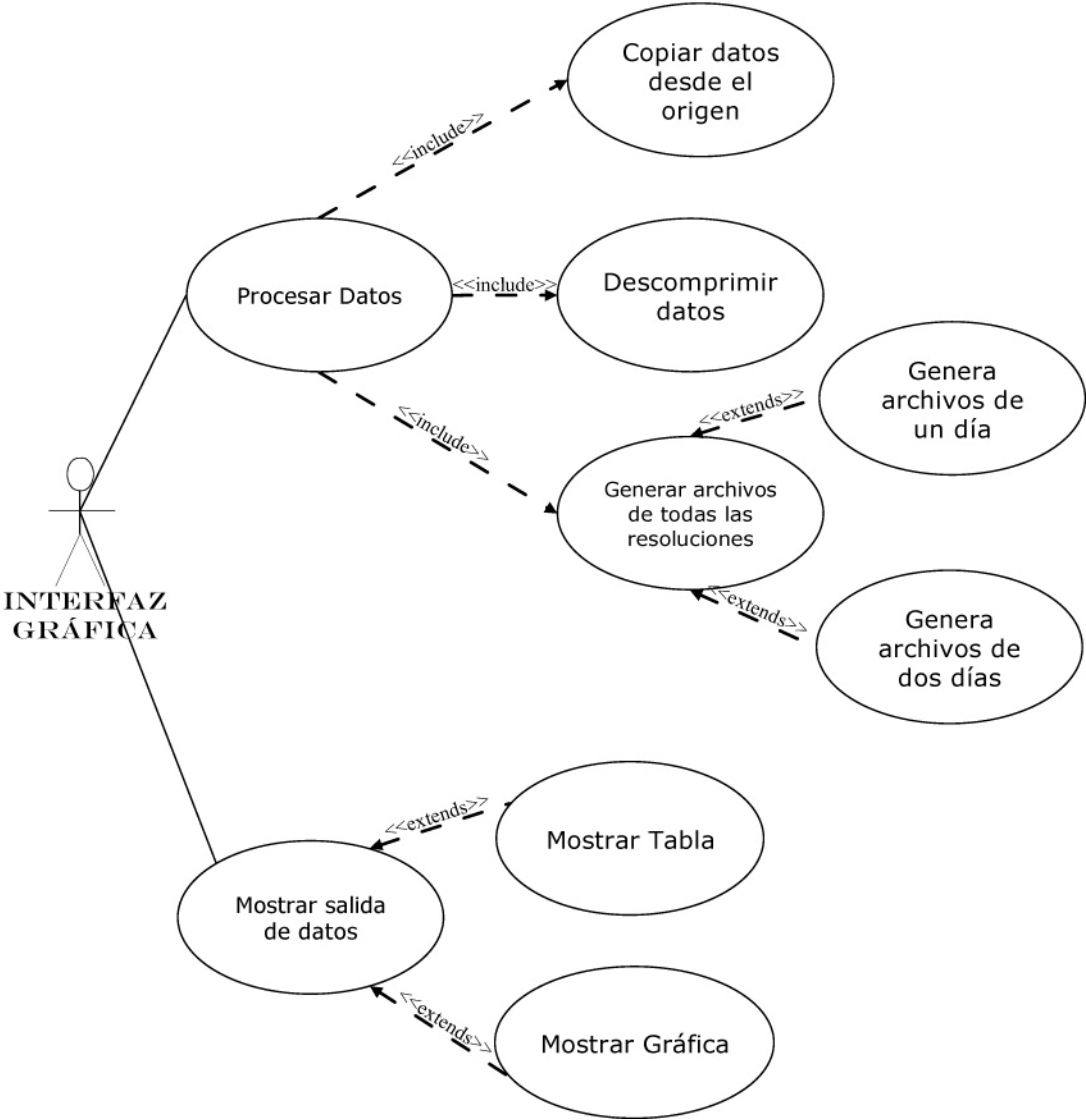 Copiar datos
desde el
origen
<<include>>
Procesar Datos
<<include>>
Descomprimir
datos
<<include>>
Genera
archivos de
un día
<<extends>>
Generar archivos
de todas las
resoluciones
<<extends>>
Genera
archivos de
dos días
INTERFAZ
GRÁFICA
<<extends>>
Mostrar Tabla
Mostrar salida
de datos
<<extends>>
Mostrar Gráfica